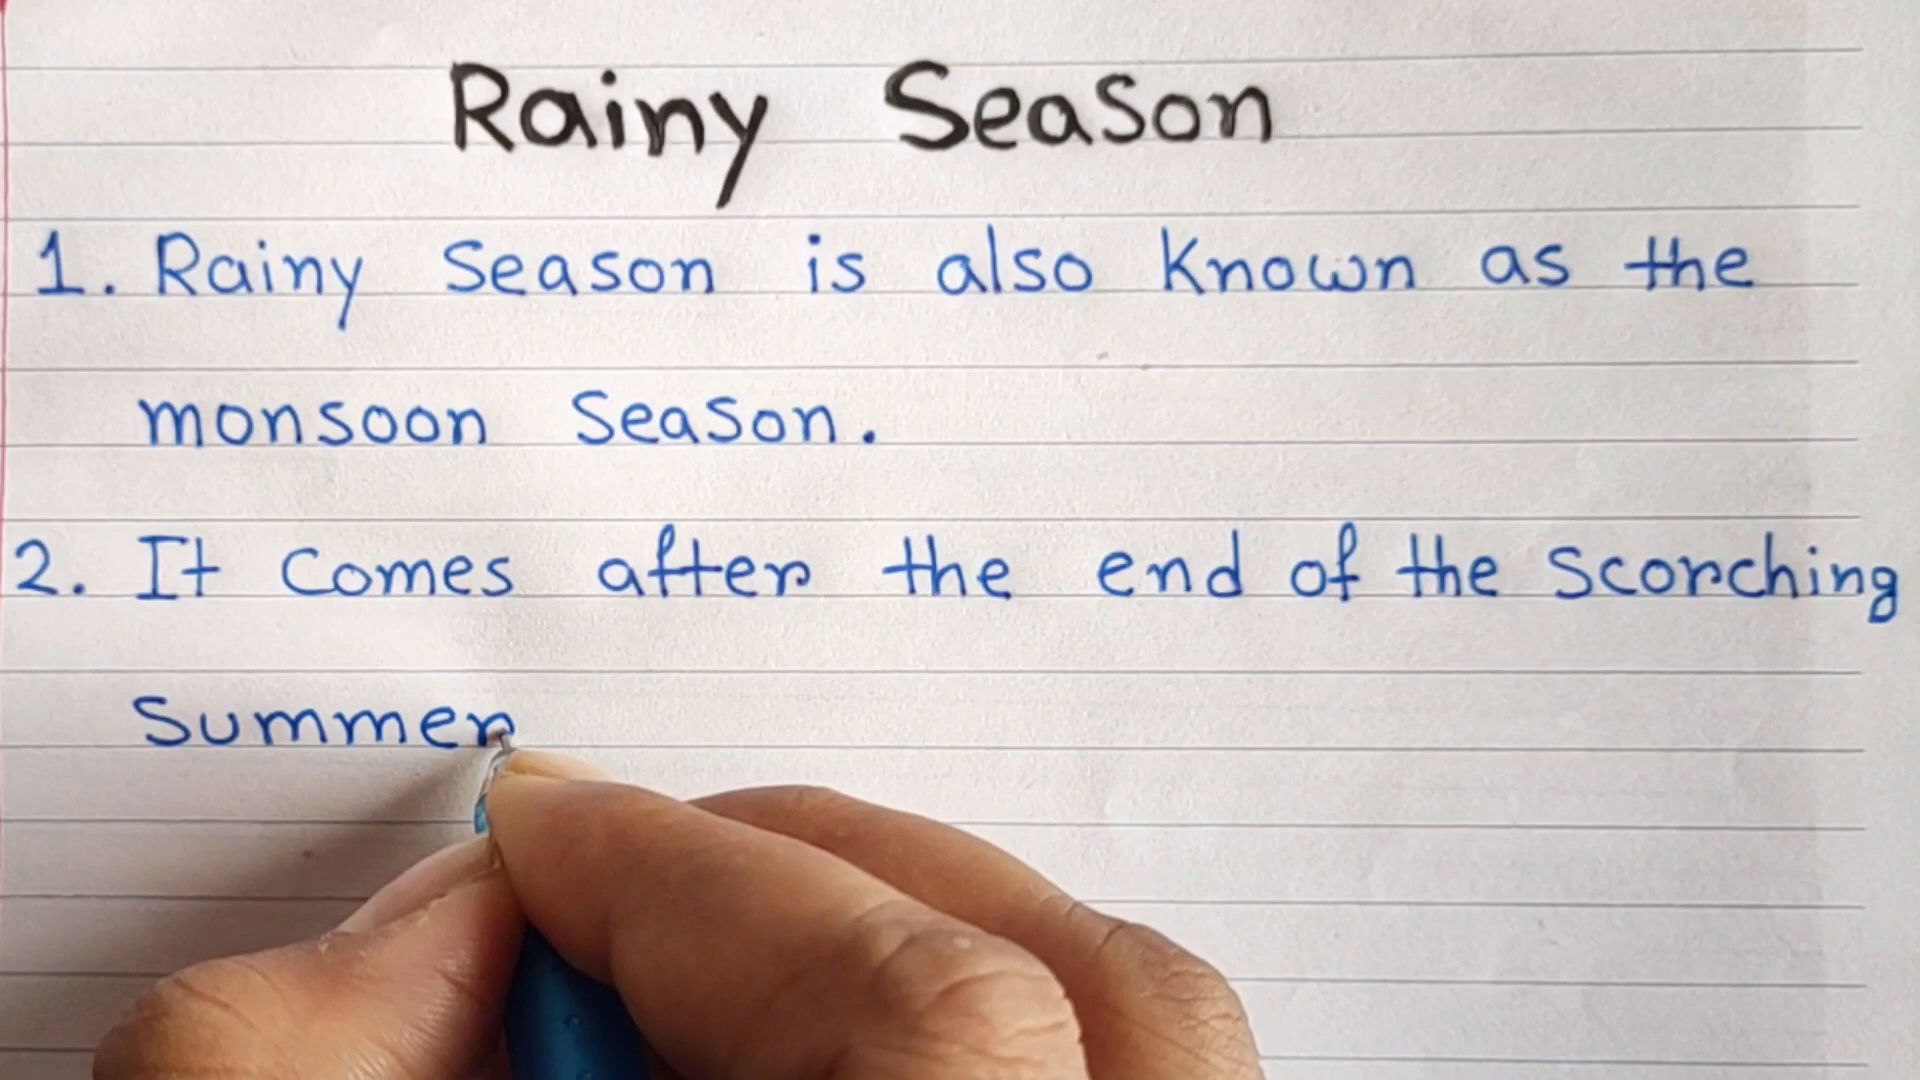 Rainy Season
1. Rainy Season is also known as the
monsoon Season.
2. It comes after the end of the scorching
Summer